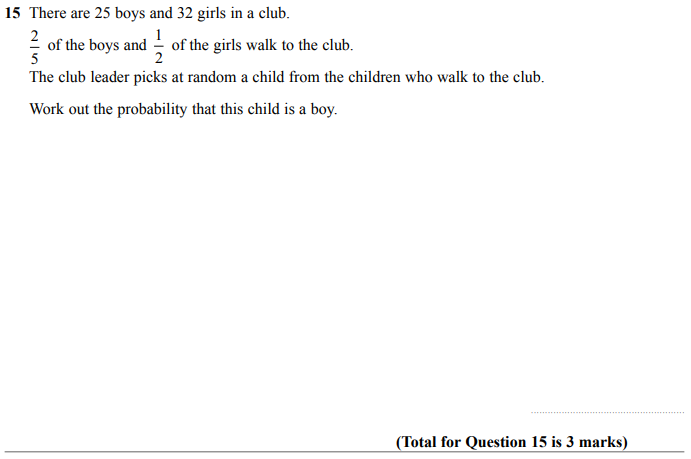 15 There are 25 boys and 32 girls in a club.
2/5 of the boys and 1/2 of the girls walk to the club.
The club leader picks at random a child from the children who walk to the club.
Work out the probability that this child is a boy.
(Total for Question 15 is 3 marks)